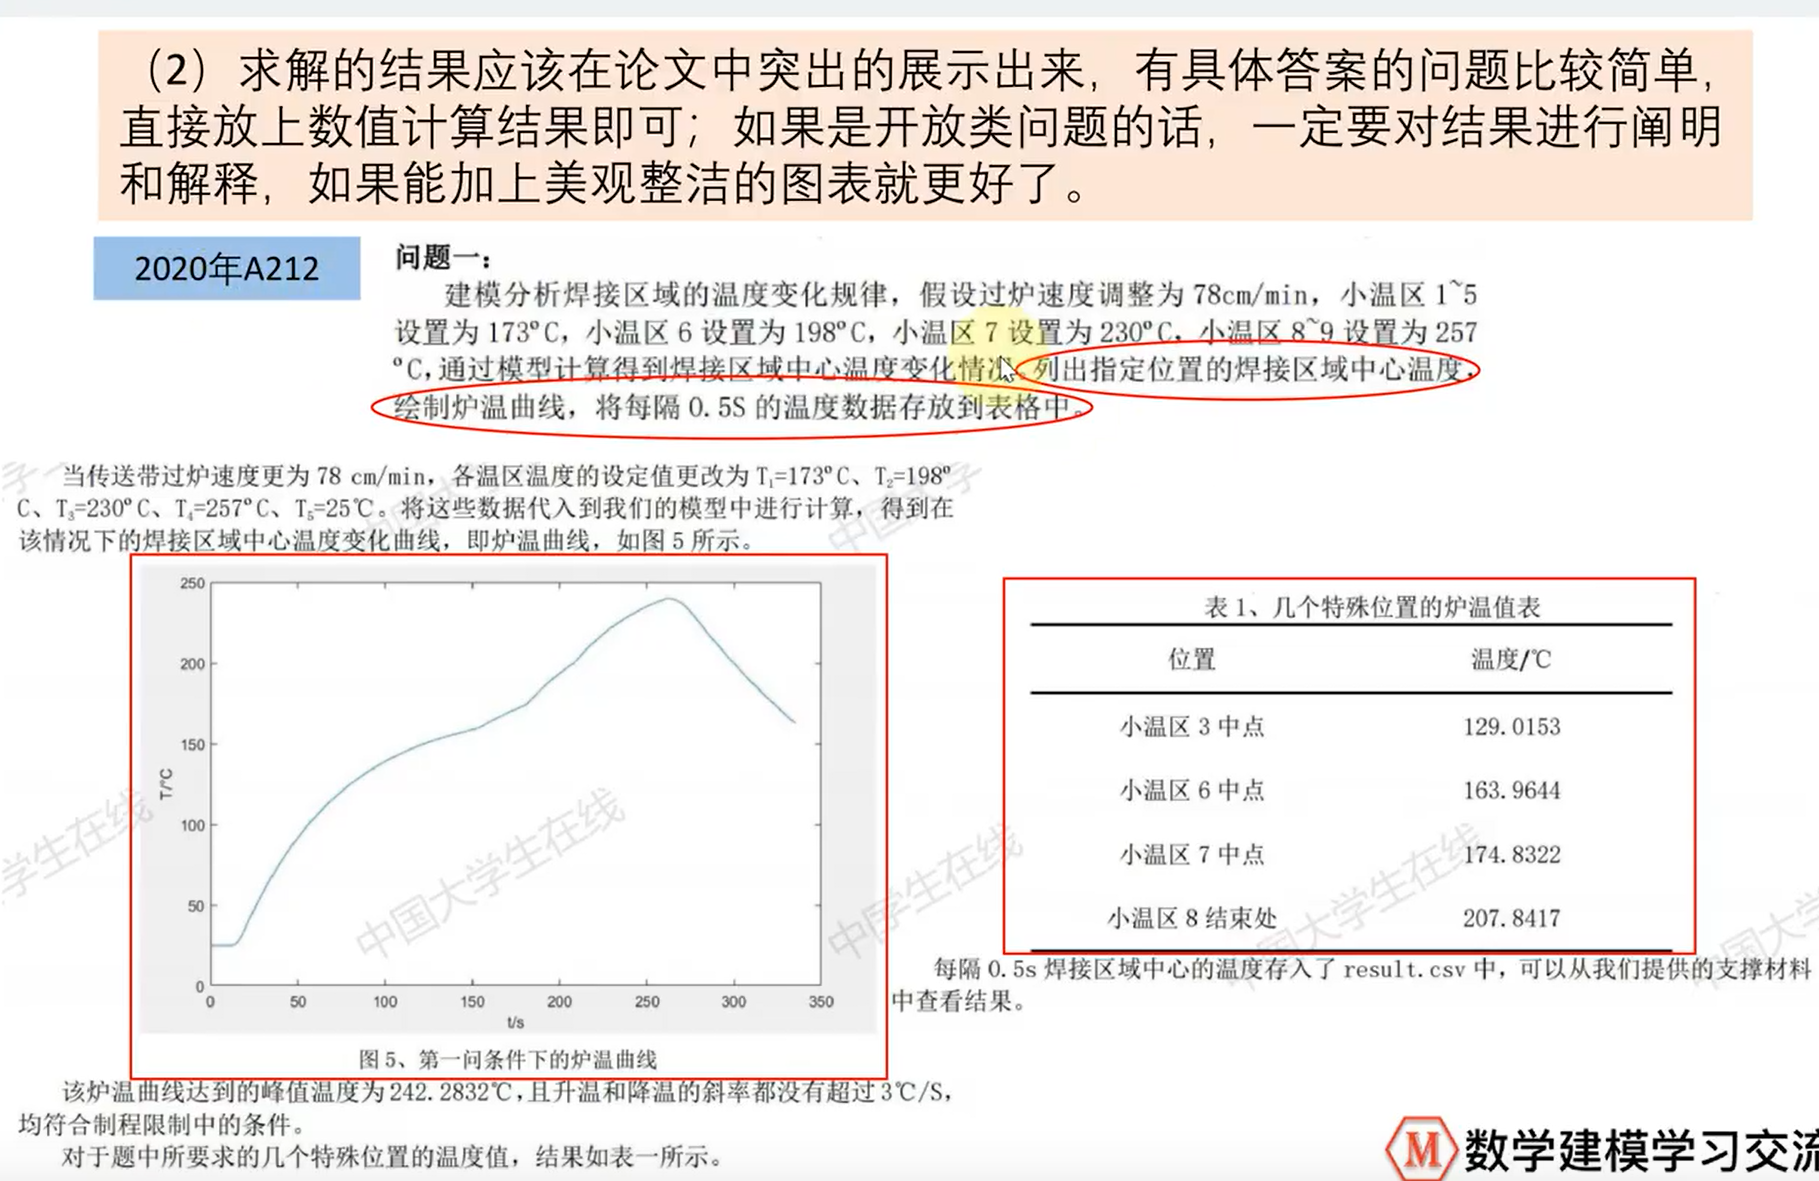 （2）求解的结果应该在论文中突出的展示出来，有具体答案的问题比较简单，
直接放上数值计算结果即可；如果是开放类问题的话，一定要对结果进行阐明
和解释，如果能加上美观整洁的图表就更好了。
2020年A212
问题一：
建模分析焊接区域的温度变化规律，假设过炉速度调整为 78cm/min，小温区 1~5
设置为 173°C，小温区 6 设置为 198°C，小温区 7 设置为 230°C，小温区 8~9 设置为 257
°C，通过模型计算得到焊接区域中心温度变化情况，列出指定位置的焊接区域中心温度，
绘制炉温曲线，将每隔 0.5S 的温度数据存放到表格中。
当传送带过炉速度更为 78 cm/min，各温区温度的设定值更改为 T₁=173°C、T₂=198°
C、T₃=230°C、T₄=257°C、T₅=25℃。将这些数据代入到我们的模型中进行计算，得到在
该情况下的焊接区域中心温度变化曲线，即炉温曲线，如图 5 所示。
250
200
150
100
50
0
T/°C
0 50 100 150 200 250 300 350
t/s
图 5、第一问条件下的炉温曲线
该炉温曲线达到的峰值温度为 242.2832℃，且升温和降温的斜率都没有超过 3℃/S，
均符合制程限制中的条件。
对于题中所要求的几个特殊位置的温度值，结果如表一所示。
表 1、几个特殊位置的炉温值表
位置 温度/℃
小温区 3 中点 129.0153
小温区 6 中点 163.9644
小温区 7 中点 174.8322
小温区 8 结束处 207.8417
每隔 0.5s 焊接区域中心的温度存入了 result.csv 中，可以从我们提供的支撑材料
中查看结果。
中国大学生在线
M 数学建模学习交流